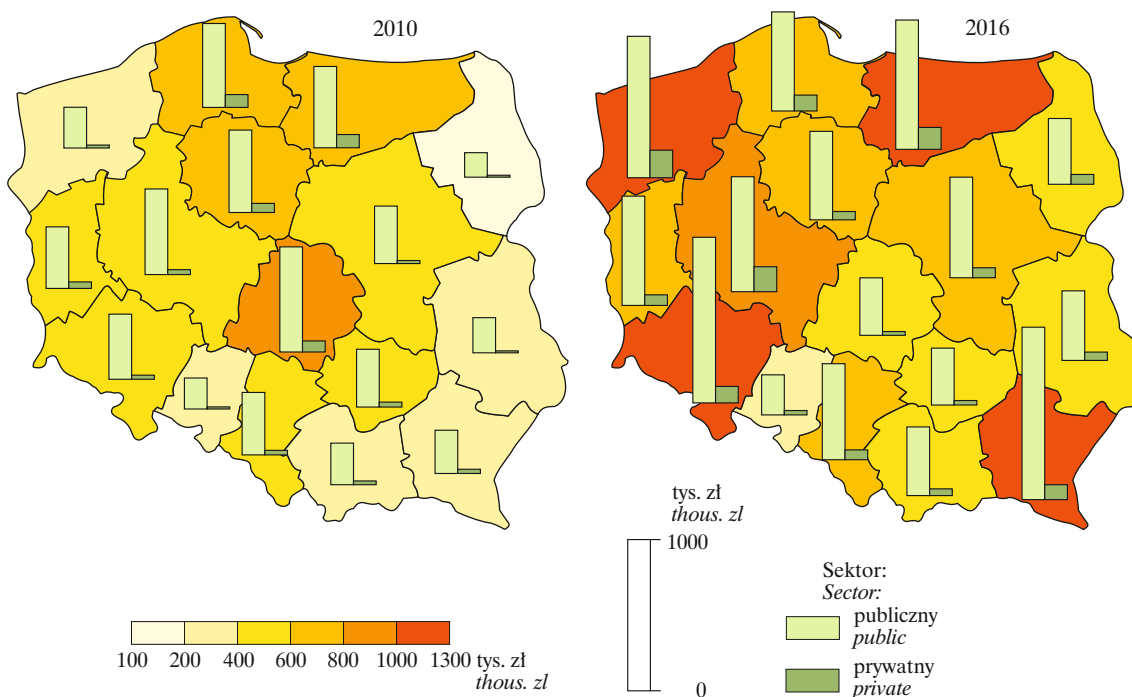 2010
2016
tys. zł
thous. zl
1000
0
Sektor:
Sector:
publiczny
public
prywatny
private
100 200 400 600 800 1000 1300
tys. zł
thous. zl